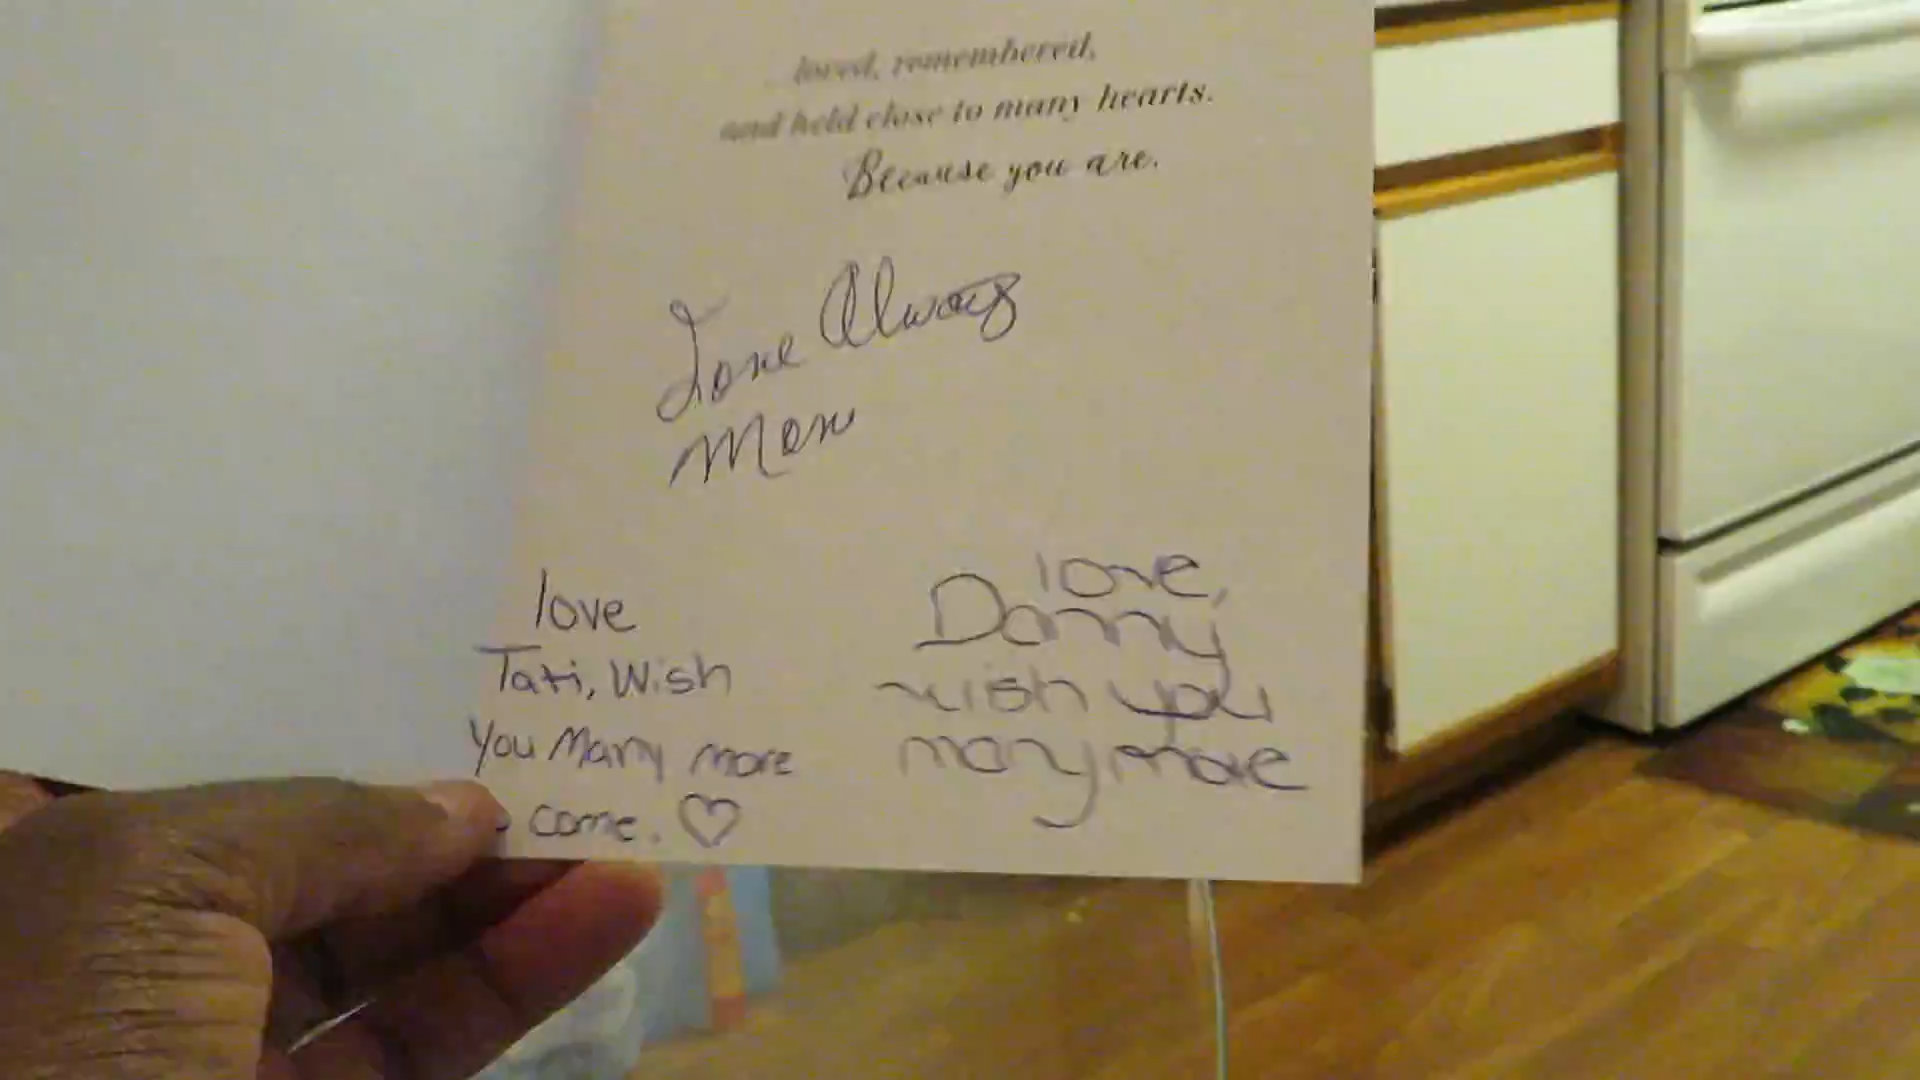 loved, remembered,
and held close to many hearts.
Because you are.
Love Always
Mom
love
Tati, Wish
You Many more
come. ♡
love,
Danny
wish you
many more